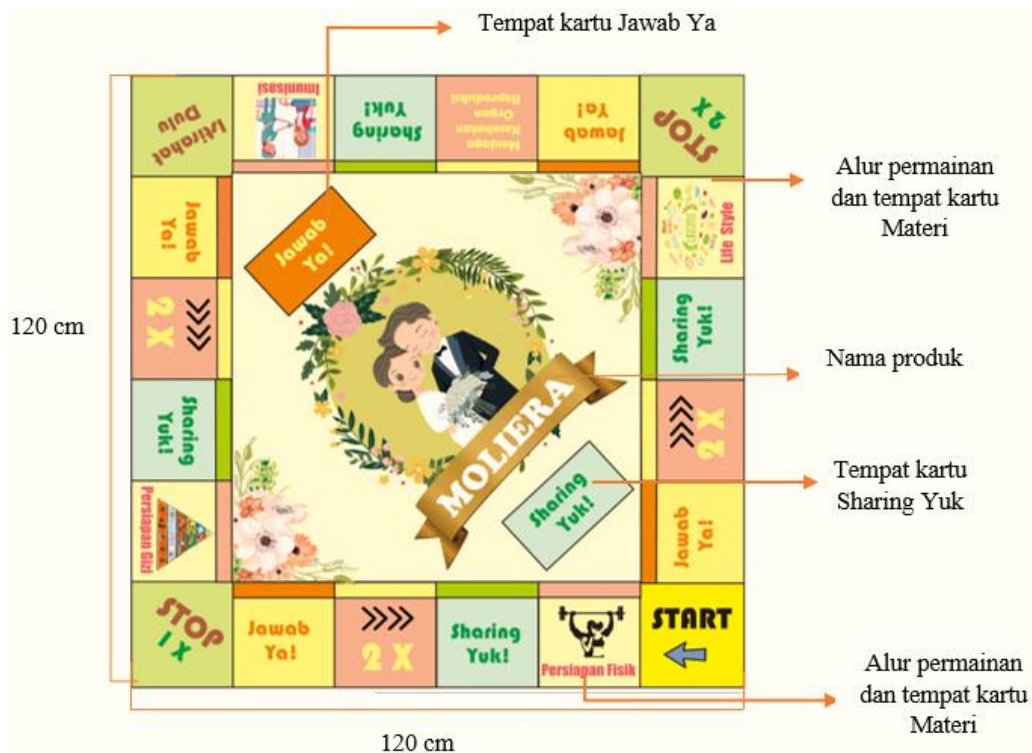 Tempat kartu Jawab Ya
Istirahat
Dulu
Imunisasi
Sharing
Yuk!
Menjaga
Kesehatan
Organ
Reproduksi
Jawab
Ya!
STOP
2X
Alur permainan
dan tempat kartu
Materi
Jawab
Ya!
Jawab
Ya!
Life Style
120 cm
2 X
Sharing
Yuk!
Nama produk
Sharing
Yuk!
MOLIERA
2 X
Tempat kartu
Sharing Yuk
Persiapan Gizi
Sharing
Yuk!
Jawab
Ya!
STOP
1 X
Jawab
Ya!
2 X
Sharing
Yuk!
Persiapan Fisik
START
Alur permainan
dan tempat kartu
Materi
120 cm